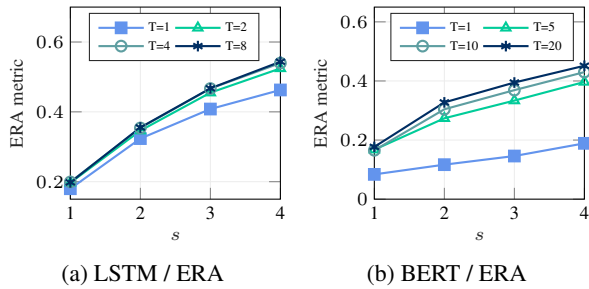 T=1 T=2
T=4 T=8
0.6
0.4
0.2
ERA metric
1 2 3 4
s
(a) LSTM / ERA
T=1 T=5
T=10 T=20
0.6
0.4
0.2
0
ERA metric
1 2 3 4
s
(b) BERT / ERA